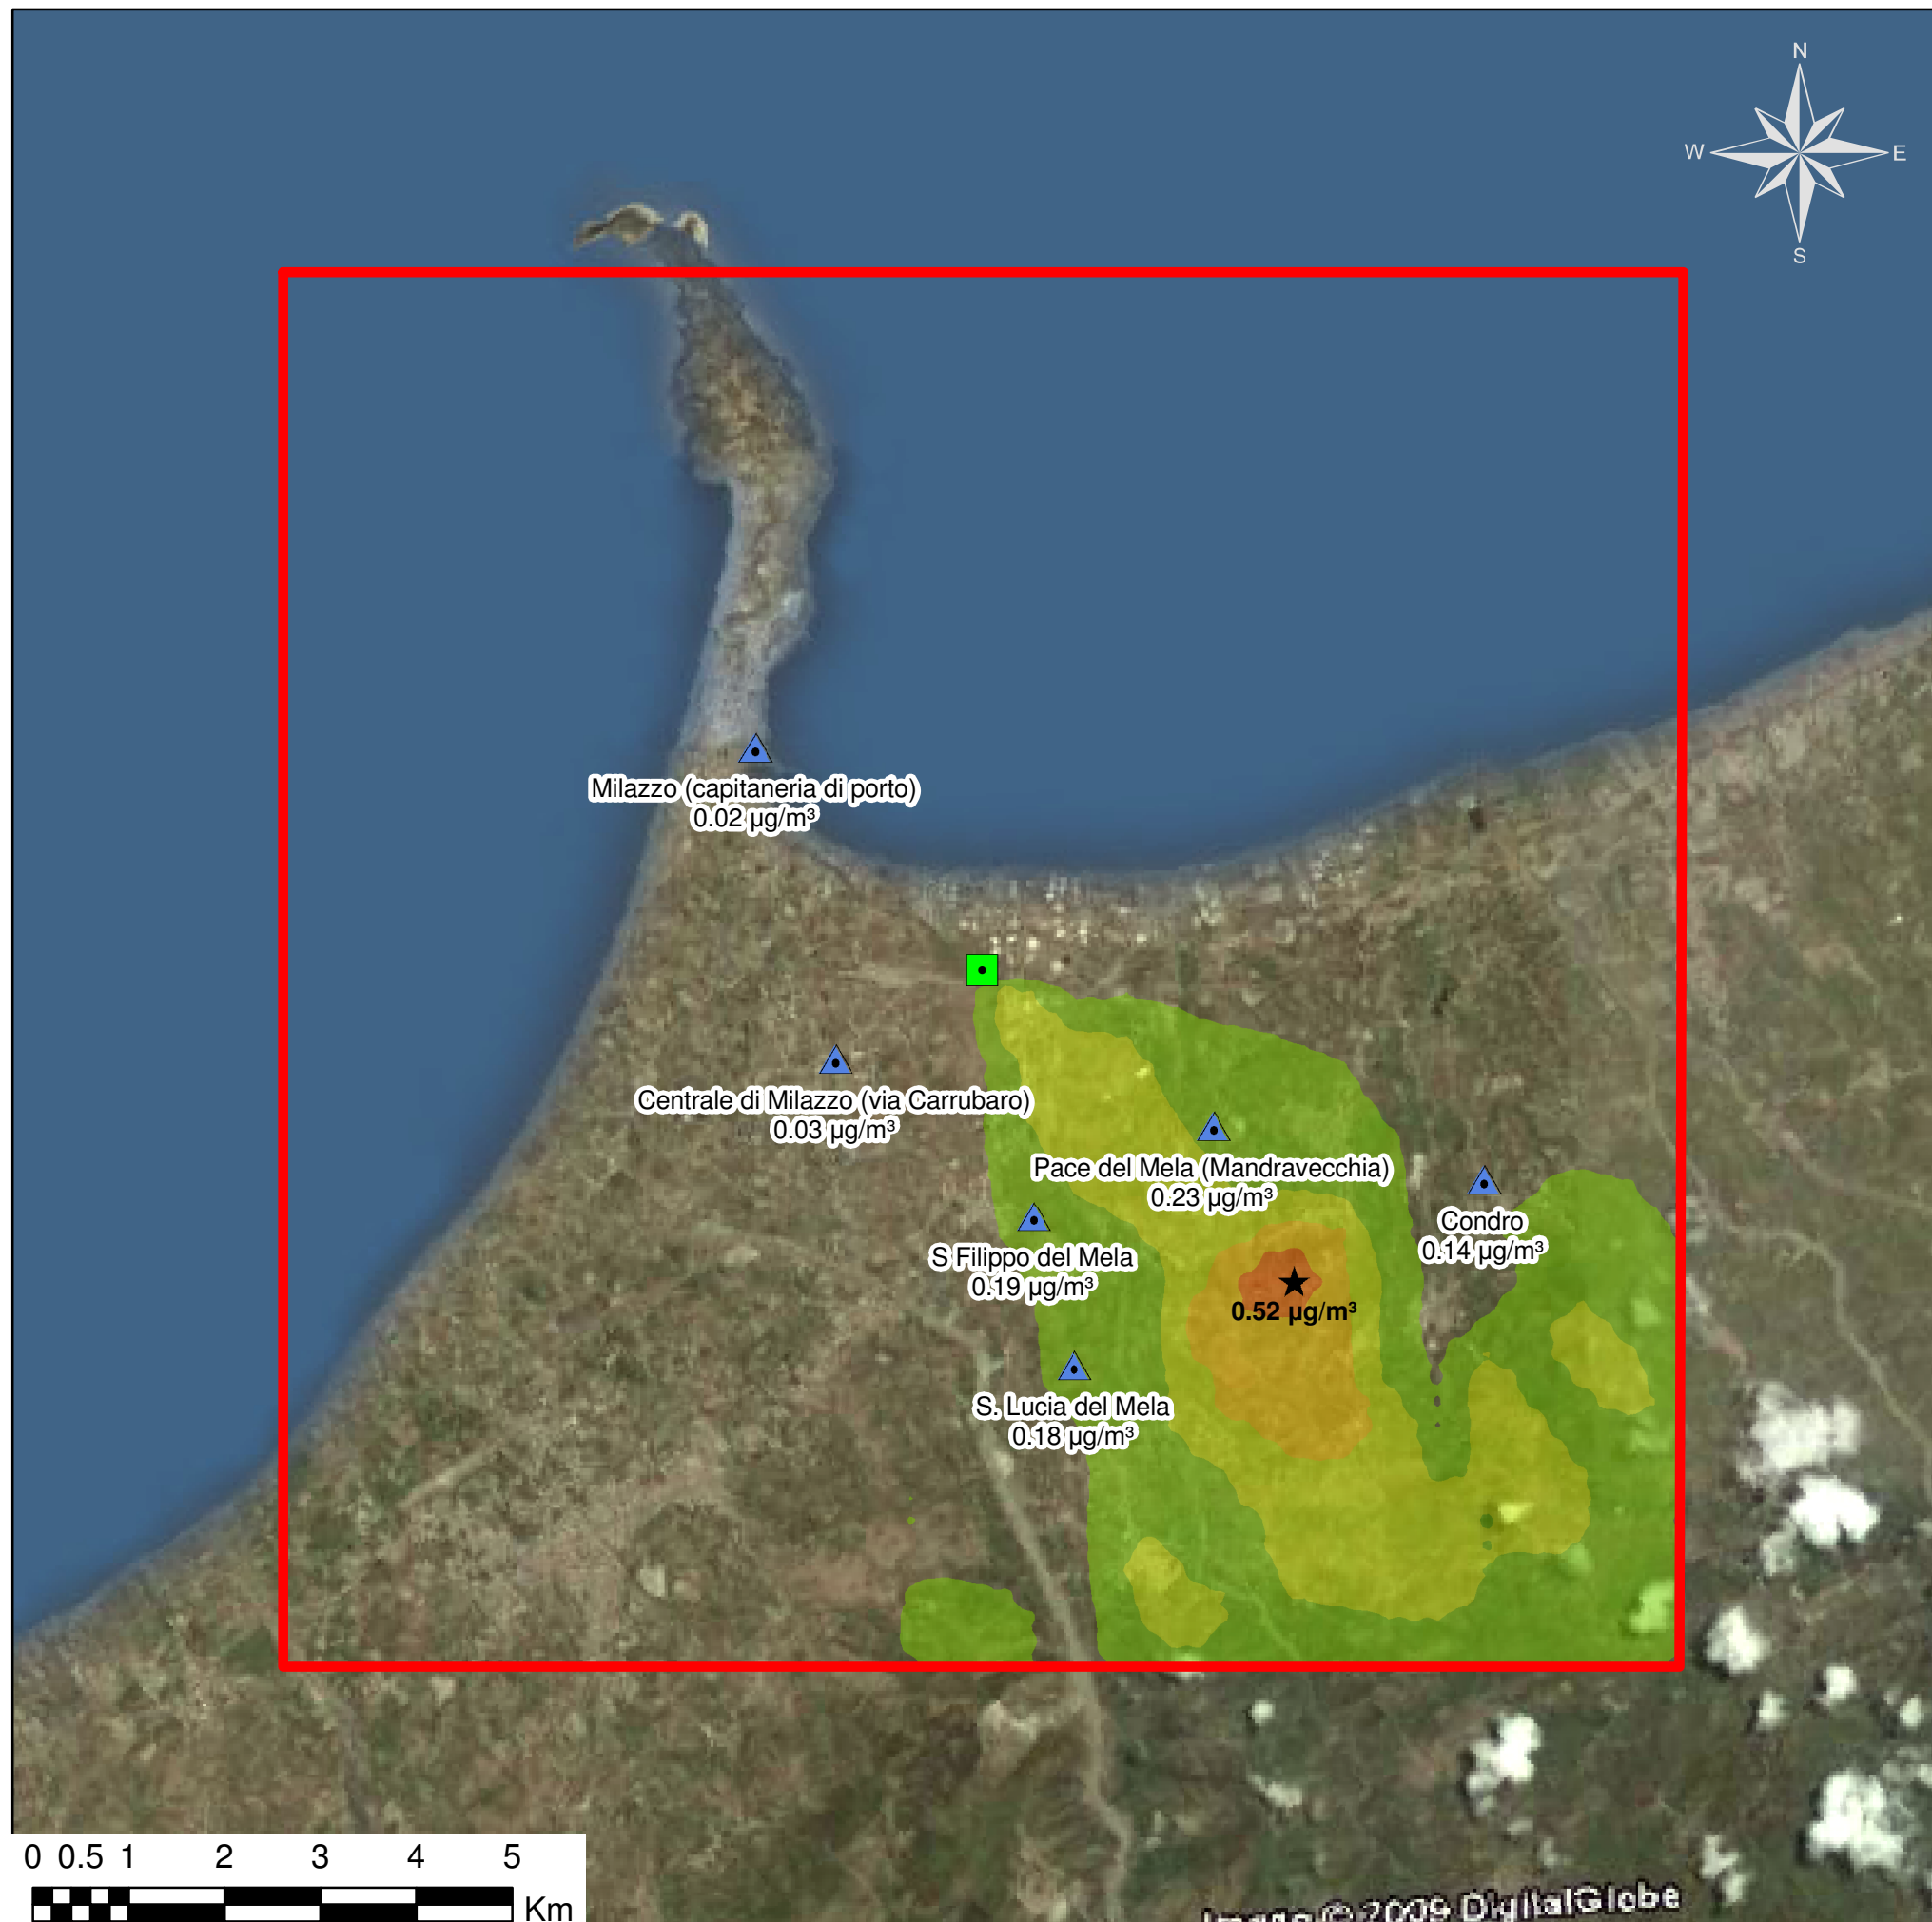 N
W E
S
Milazzo (capitaneria di porto)
0.02 µg/m³
Centrale di Milazzo (via Carrubaro)
0.03 µg/m³
Pace del Mela (Mandravecchia)
0.23 µg/m³
Condro
0.14 µg/m³
S Filippo del Mela
0.19 µg/m³
0.52 µg/m³
S. Lucia del Mela
0.18 µg/m³
0 0.5 1 2 3 4 5
Km
Image © 2009 DigitalGlobe